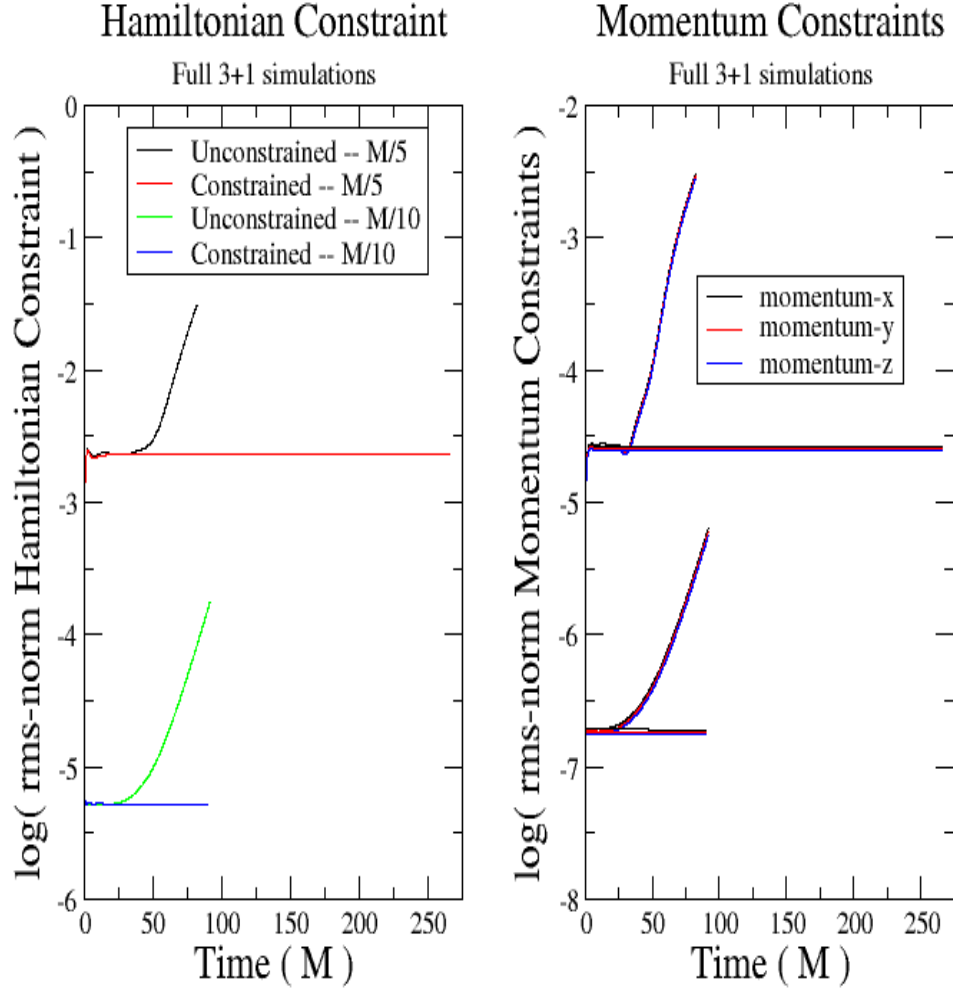 Hamiltonian Constraint
Full 3+1 simulations
log( rms-norm Hamiltonian Constraint )
0
-1
-2
-3
-4
-5
-6
Unconstrained -- M/5
Constrained -- M/5
Unconstrained -- M/10
Constrained -- M/10
0 50 100 150 200 250
Time ( M )
Momentum Constraints
Full 3+1 simulations
log( rms-norm Momentum Constraints )
-2
-3
-4
-5
-6
-7
-8
momentum-x
momentum-y
momentum-z
0 50 100 150 200 250
Time ( M )